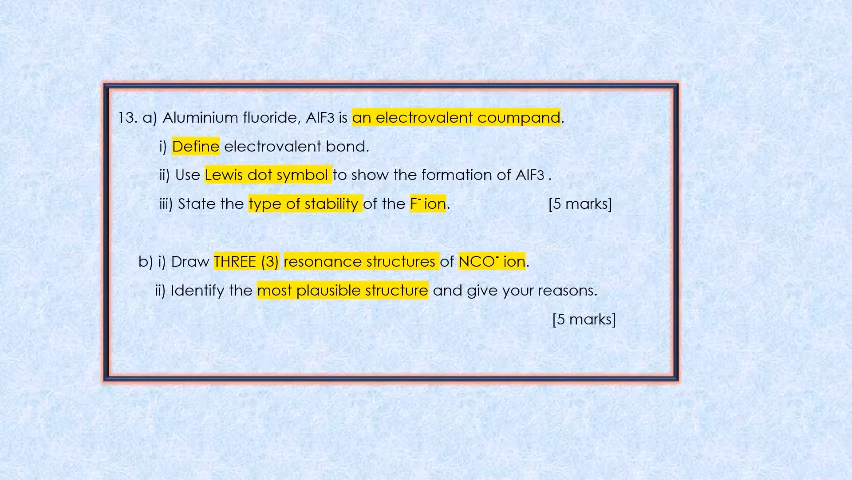 13. a) Aluminium fluoride, AlF3 is an electrovalent coumpand.
i) Define electrovalent bond.
ii) Use Lewis dot symbol to show the formation of AlF3 .
iii) State the type of stability of the F⁻ ion. [5 marks]
b) i) Draw THREE (3) resonance structures of NCO⁻ ion.
ii) Identify the most plausible structure and give your reasons.
[5 marks]